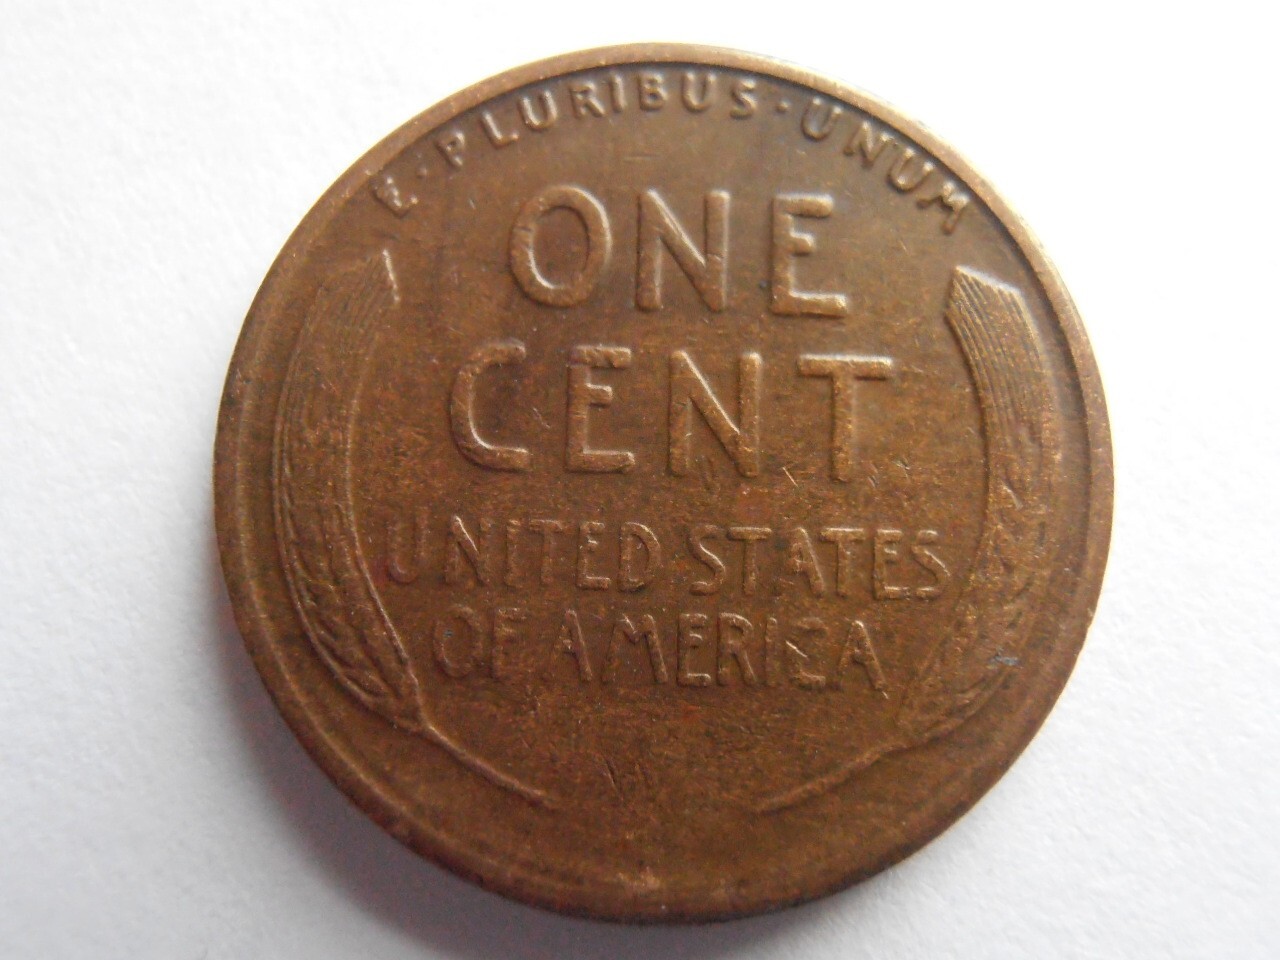 E·PLURIBUS·UNUM
ONE
CENT
UNITED STATES
OF AMERICA